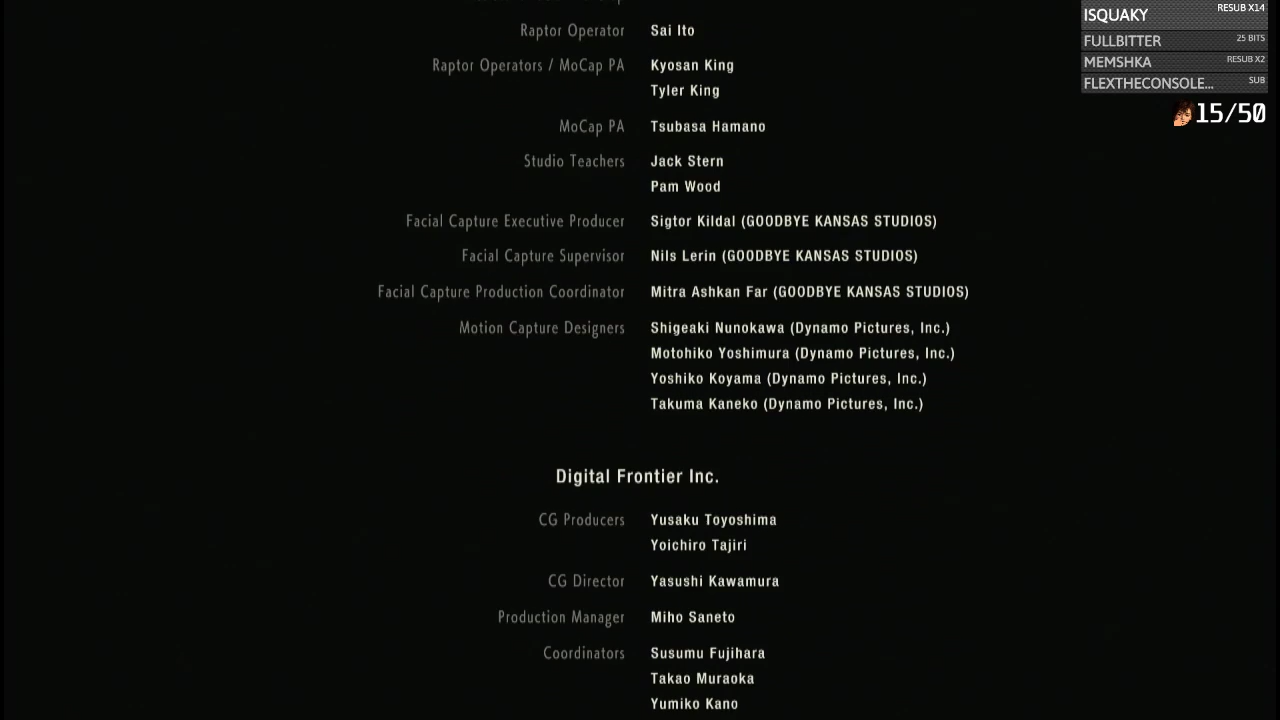 Raptor Operator Sai Ito
Raptor Operators / MoCap PA Kyosan King
Tyler King
MoCap PA Tsubasa Hamano
Studio Teachers Jack Stern
Pam Wood
Facial Capture Executive Producer Sigtor Kildal (GOODBYE KANSAS STUDIOS)
Facial Capture Supervisor Nils Lerin (GOODBYE KANSAS STUDIOS)
Facial Capture Production Coordinator Mitra Ashkan Far (GOODBYE KANSAS STUDIOS)
Motion Capture Designers Shigeaki Nunokawa (Dynamo Pictures, Inc.)
Motohiko Yoshimura (Dynamo Pictures, Inc.)
Yoshiko Koyama (Dynamo Pictures, Inc.)
Takuma Kaneko (Dynamo Pictures, Inc.)
Digital Frontier Inc.
CG Producers Yusaku Toyoshima
Yoichiro Tajiri
CG Director Yasushi Kawamura
Production Manager Miho Saneto
Coordinators Susumu Fujihara
Takao Muraoka
Yumiko Kano
ISQUAKY RESUB X14
FULLBITTER 25 BITS
MEMSHKA RESUB X2
FLEXTHECONSOLE... SUB
15/50